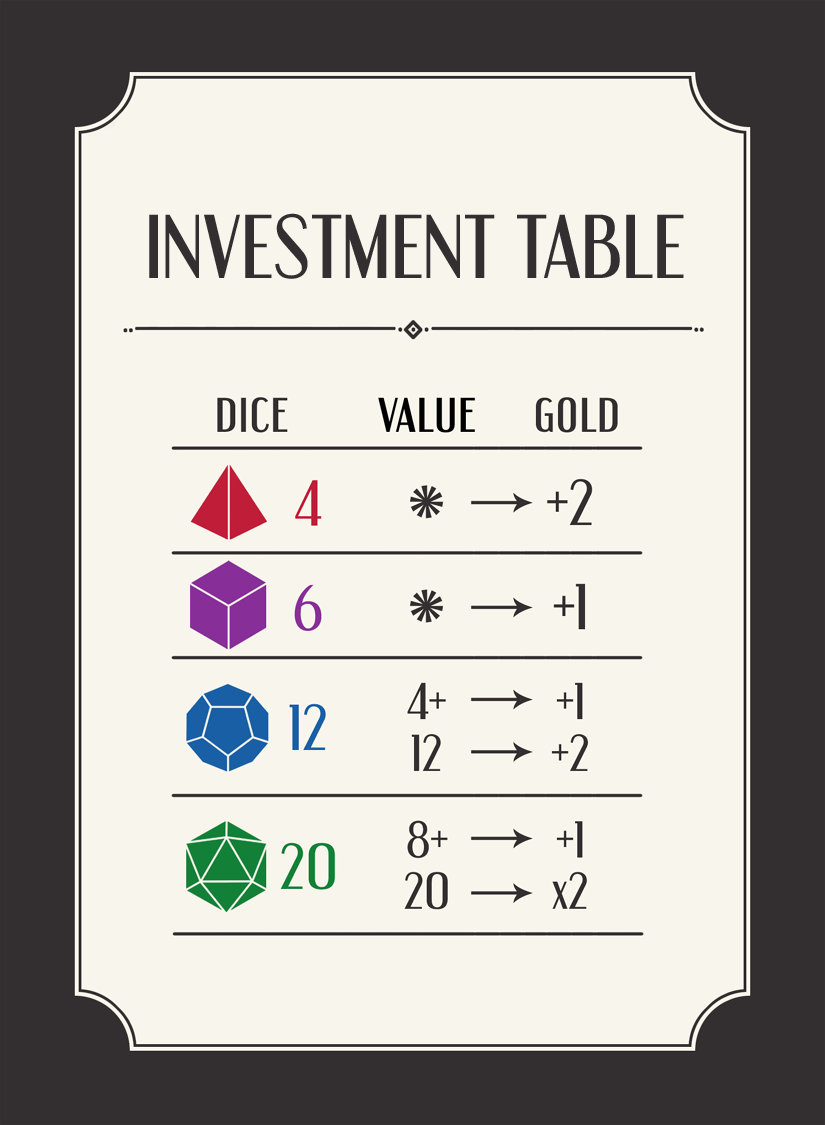 INVESTMENT TABLE
DICE VALUE GOLD
4 * → +2
6 * → +1
12 4+ → +1
12 → +2
20 8+ → +1
20 → x2